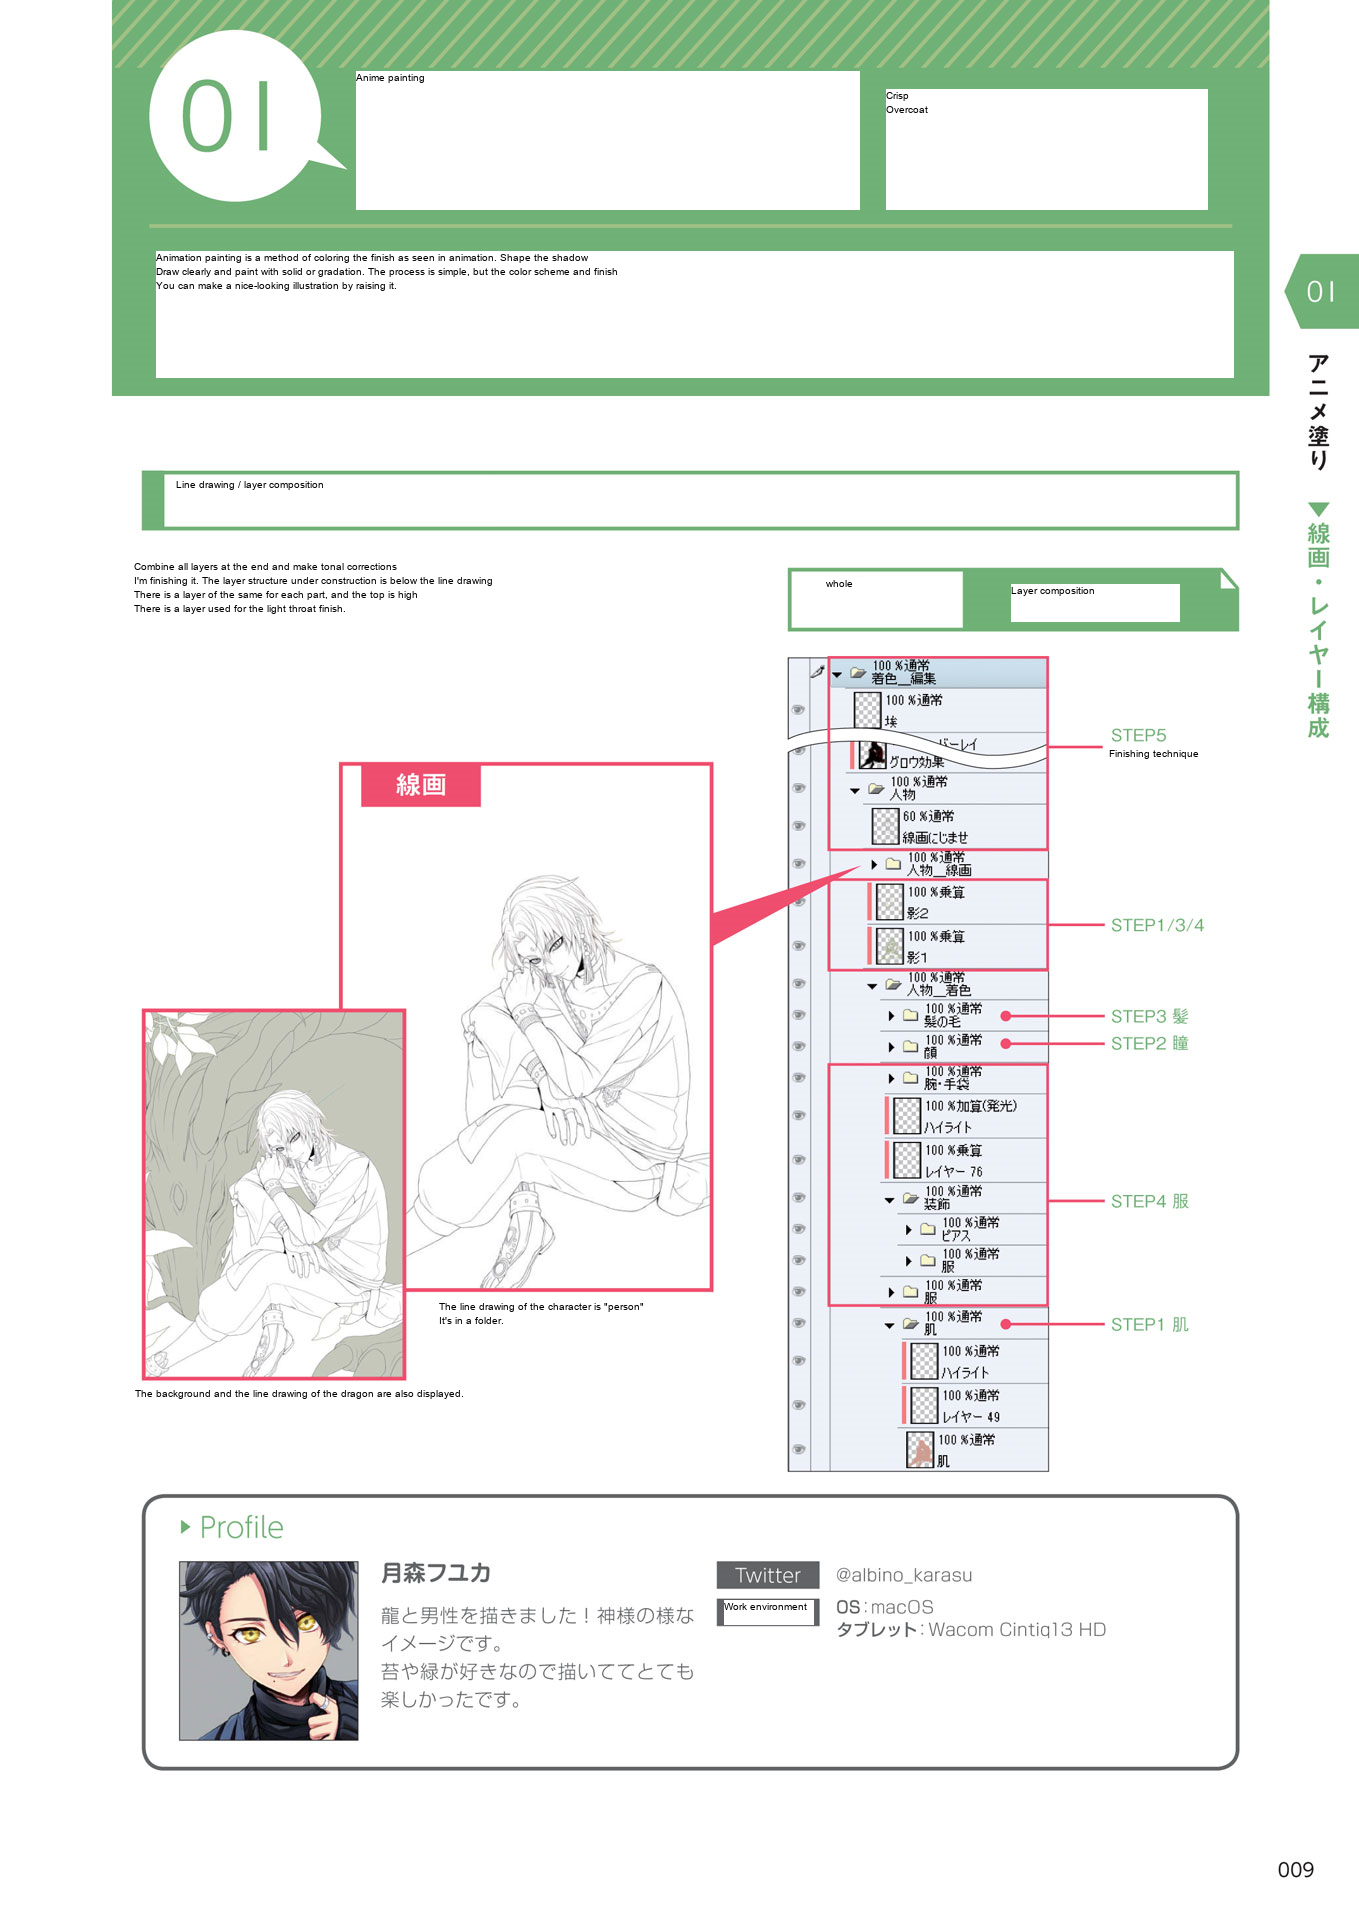 01
Anime painting
Crisp
Overcoat
Animation painting is a method of coloring the finish as seen in animation. Shape the shadow
Draw clearly and paint with solid or gradation. The process is simple, but the color scheme and finish
You can make a nice-looking illustration by raising it.
01
アニメ塗り
▼線画・レイヤー構成
Line drawing / layer composition
Combine all layers at the end and make tonal corrections
I'm finishing it. The layer structure under construction is below the line drawing
There is a layer of the same for each part, and the top is high
There is a layer used for the light throat finish.
whole
Layer composition
100 %通常
着色__編集
100 %通常
埃
バーレイ
グロウ効果
100 %通常
人物
60 %通常
線画にじませ
100 %通常
人物__線画
100 %乗算
影2
100 %乗算
影1
100 %通常
人物__着色
100 %通常
髪の毛
100 %通常
顔
100 %通常
腕・手袋
100 %加算(発光)
ハイライト
100 %乗算
レイヤー 76
100 %通常
装飾
100 %通常
ピアス
100 %通常
服
100 %通常
服
100 %通常
肌
100 %通常
ハイライト
100 %通常
レイヤー 49
100 %通常
肌
STEP5
Finishing technique
STEP1/3/4
STEP3 髪
STEP2 瞳
STEP4 服
STEP1 肌
線画
The line drawing of the character is "person"
It's in a folder.
The background and the line drawing of the dragon are also displayed.
Profile
月森フユカ
龍と男性を描きました！神様の様な
イメージです。
苔や緑が好きなので描いててとても
楽しかったです。
Twitter
@albino_karasu
Work environment
OS：macOS
タブレット：Wacom Cintiq13 HD
009